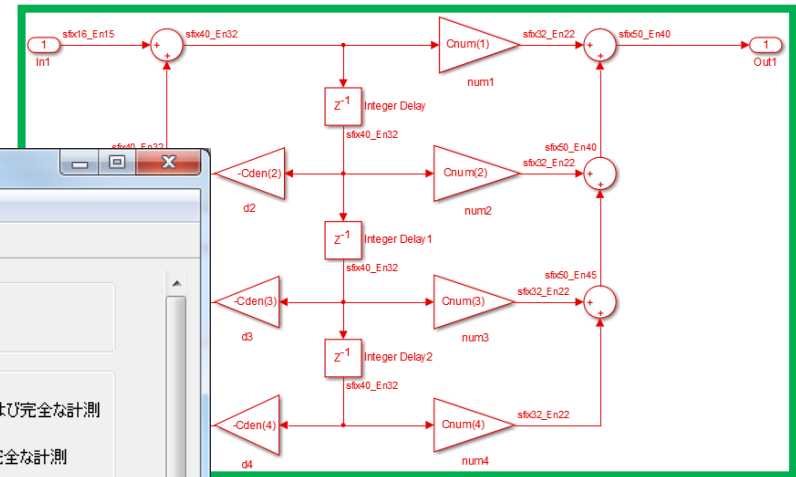 sfix16_En15
sfix40_En32
sfix32_En22
sfix50_En40
1
In1
Cnum(1)
1
Out1
num1
Z-1
Integer Delay
sfix40_En32
sfix40_En32
sfix50_En40
sfix32_En22
-Cden(2)
Cnum(2)
d2
num2
Z-1
Integer Delay1
sfix40_En32
sfix50_En45
sfix32_En22
-Cden(3)
Cnum(3)
d3
num3
Z-1
Integer Delay2
sfix40_En32
よび完全な計測
sfix32_En22
-Cden(4)
Cnum(4)
全な計測
d4
num4